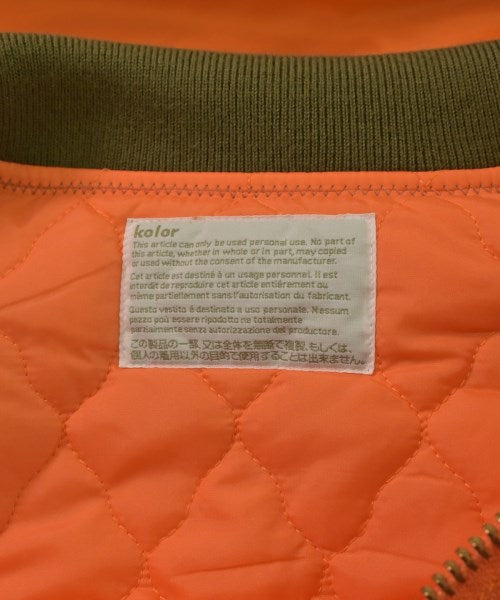 kolor
This article can only be used personal use. No part of
this article, whether in whole or in part, may copied
or used without the consent of the manufacturer.
Cet article est destiné à un usage personnel. Il est
interdit de reproduire cet article entiérement ou
même partiellement sans l'autorisation du fabricant.
Questo vestito é destinato a uso personale. Nessum
pezzo può essere ripodotto ne totalmente
parzialmente senza autorizzazione del produttore.
この製品の一部、又は全体を無断で複製、もしくは、
個人の着用以外の目的で使用することは出来ません。